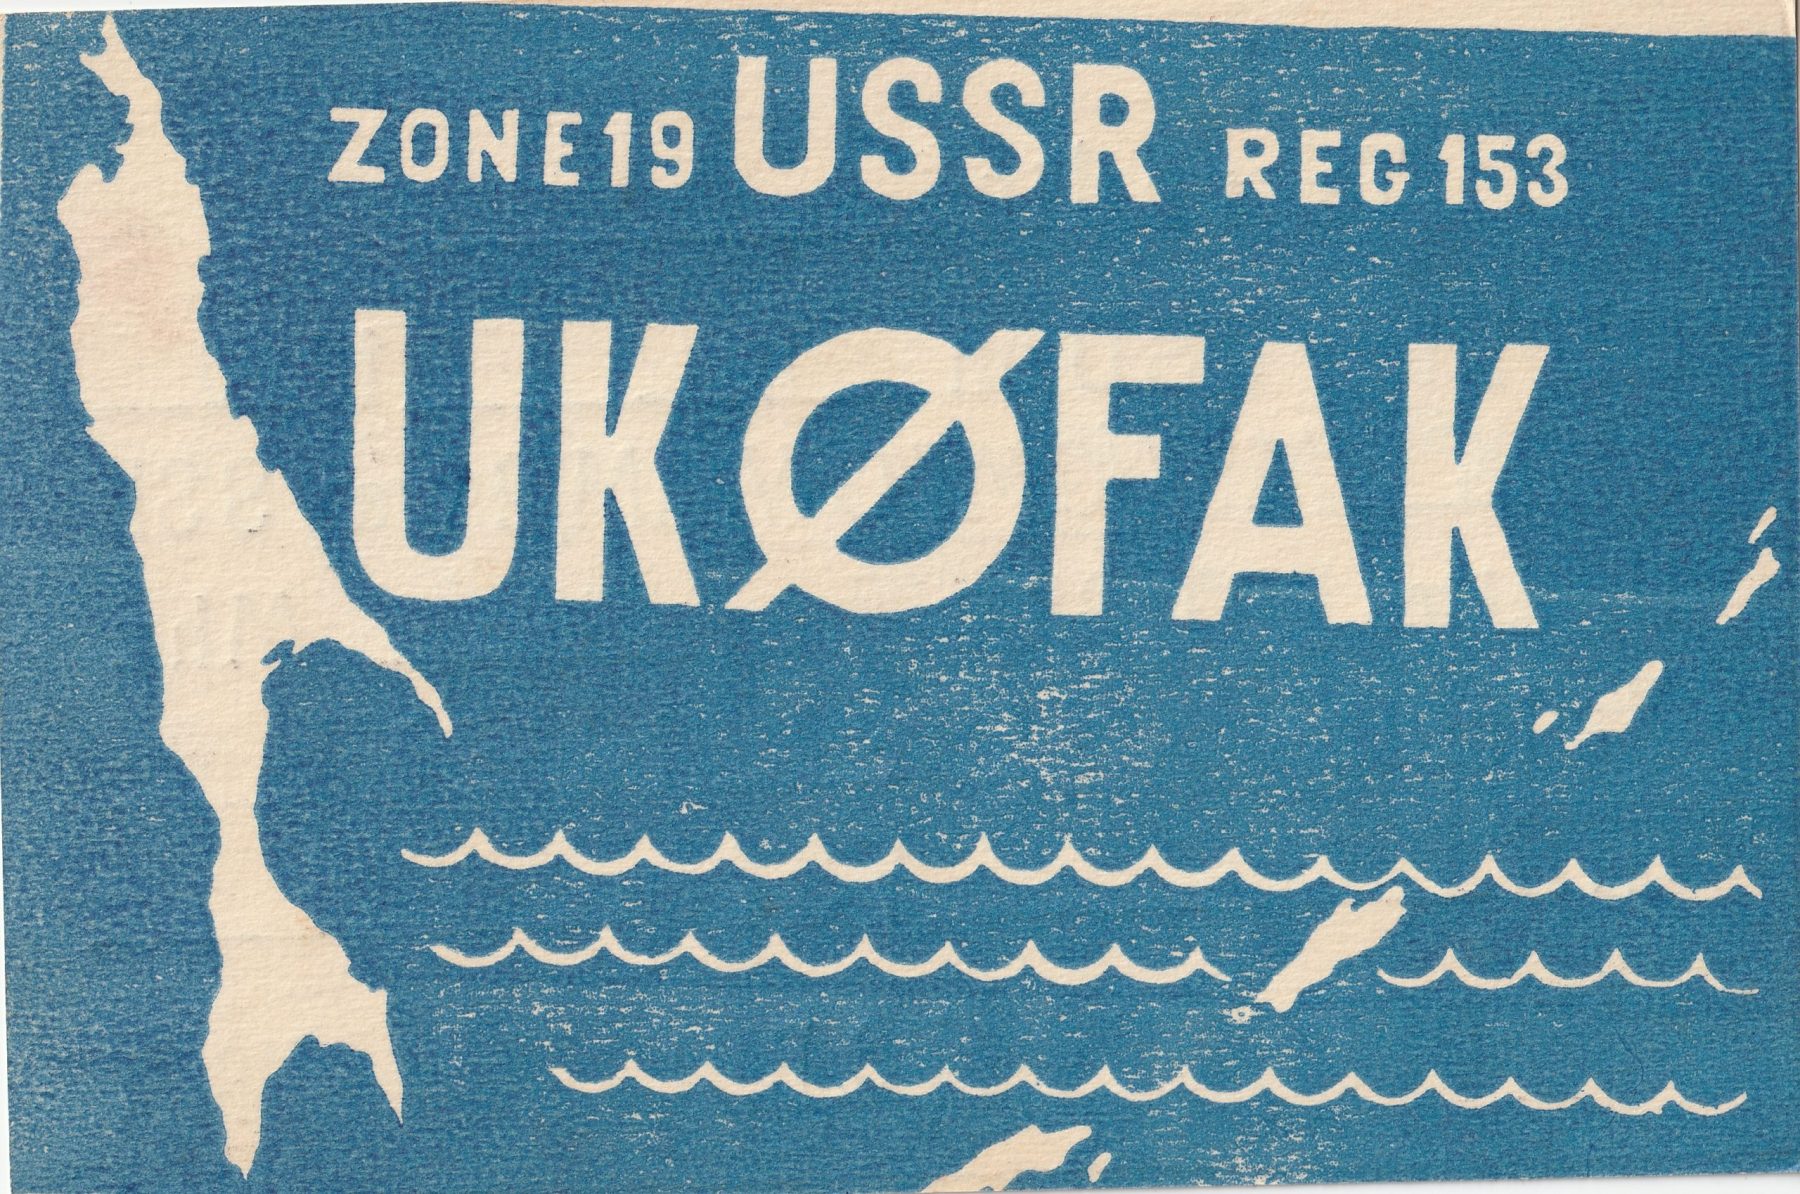 ZONE 19 USSR REG 153
UKØFAK